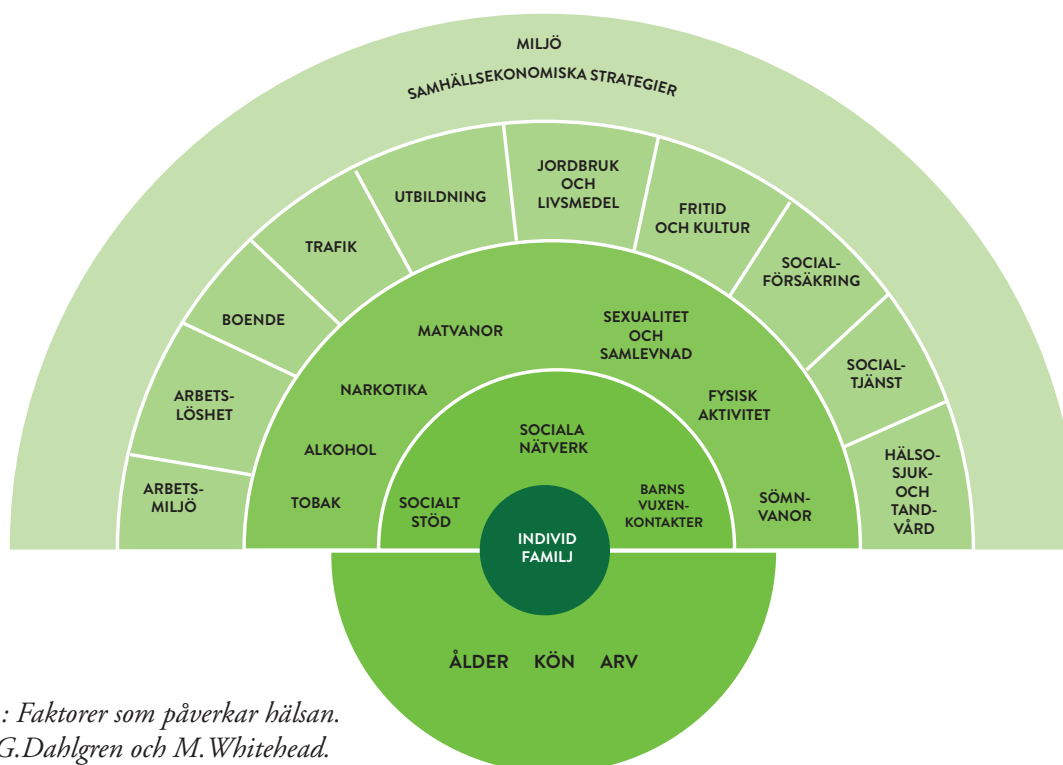 MILJÖ
SAMHÄLLSEKONOMISKA STRATEGIER
ARBETS-
MILJÖ
ARBETS-
LÖSHET
BOENDE
TRAFIK
UTBILDNING
JORDBRUK
OCH
LIVSMEDEL
FRITID
OCH KULTUR
SOCIAL-
FÖRSÄKRING
SOCIAL-
TJÄNST
HÄLSO-
SJUK-
OCH
TAND-
VÅRD
TOBAK
ALKOHOL
NARKOTIKA
MATVANOR
SEXUALITET
OCH
SAMLEVNAD
FYSISK
AKTIVITET
SÖMN-
VANOR
SOCIALT
STÖD
SOCIALA
NÄTVERK
BARNS
VUXEN-
KONTAKTER
INDIVID
FAMILJ
ÅLDER KÖN ARV
: Faktorer som påverkar hälsan.
G.Dahlgren och M.Whitehead.